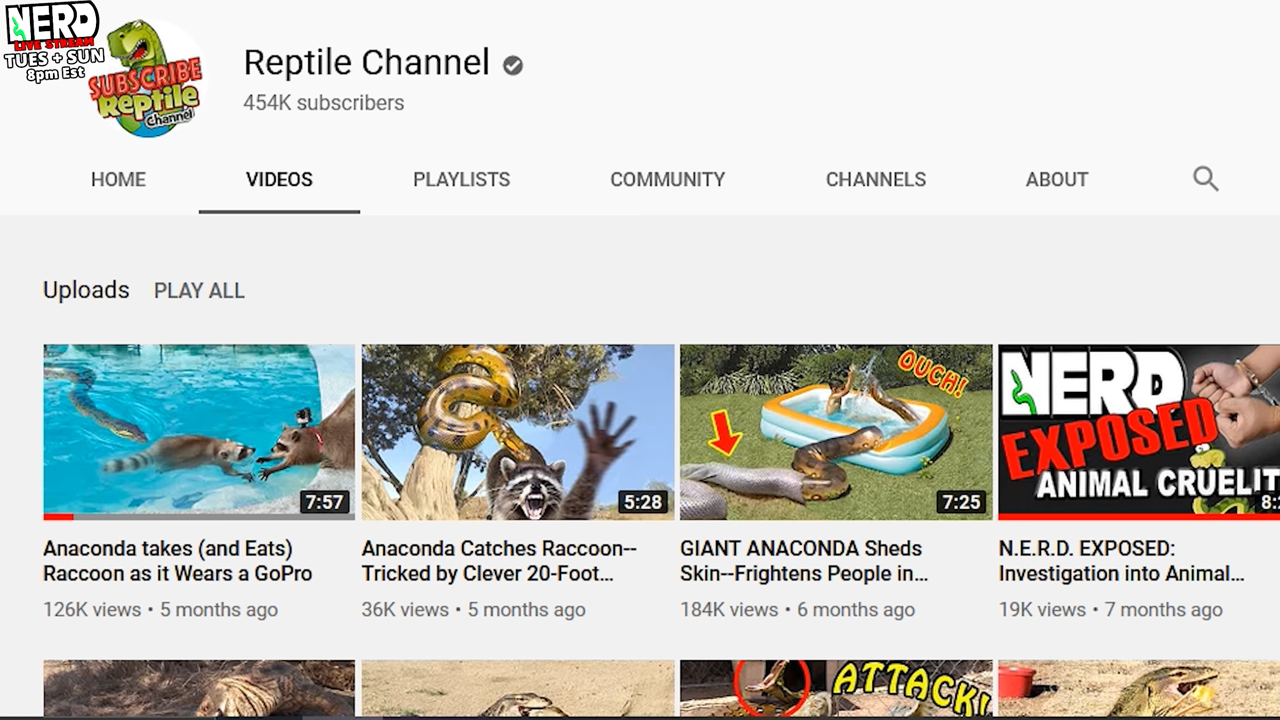 NERD
LIVE STREAM
TUES + SUN
8pm Est
SUBSCRIBE
Reptile
Channel
Reptile Channel
454K subscribers
HOME VIDEOS PLAYLISTS COMMUNITY CHANNELS ABOUT
Uploads PLAY ALL
OUCH!
NERD
EXPOSED
ANIMAL CRUELIT
7:57 5:28 7:25 8:2
Anaconda takes (and Eats)
Raccoon as it Wears a GoPro
126K views • 5 months ago
Anaconda Catches Raccoon--
Tricked by Clever 20-Foot...
36K views • 5 months ago
GIANT ANACONDA Sheds
Skin--Frightens People in...
184K views • 6 months ago
N.E.R.D. EXPOSED:
Investigation into Animal...
19K views • 7 months ago
ATTACK!